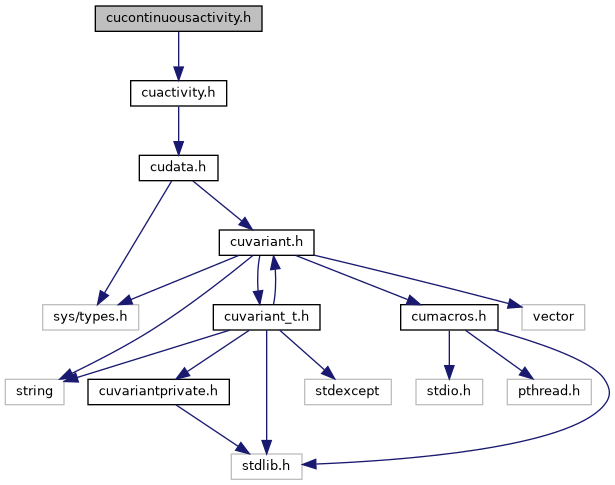 cucontinuousactivity.h
cuactivity.h
cudata.h
cuvariant.h
sys/types.h
cuvariant_t.h
cumacros.h
vector
string
cuvariantprivate.h
stdexcept
stdio.h
pthread.h
stdlib.h